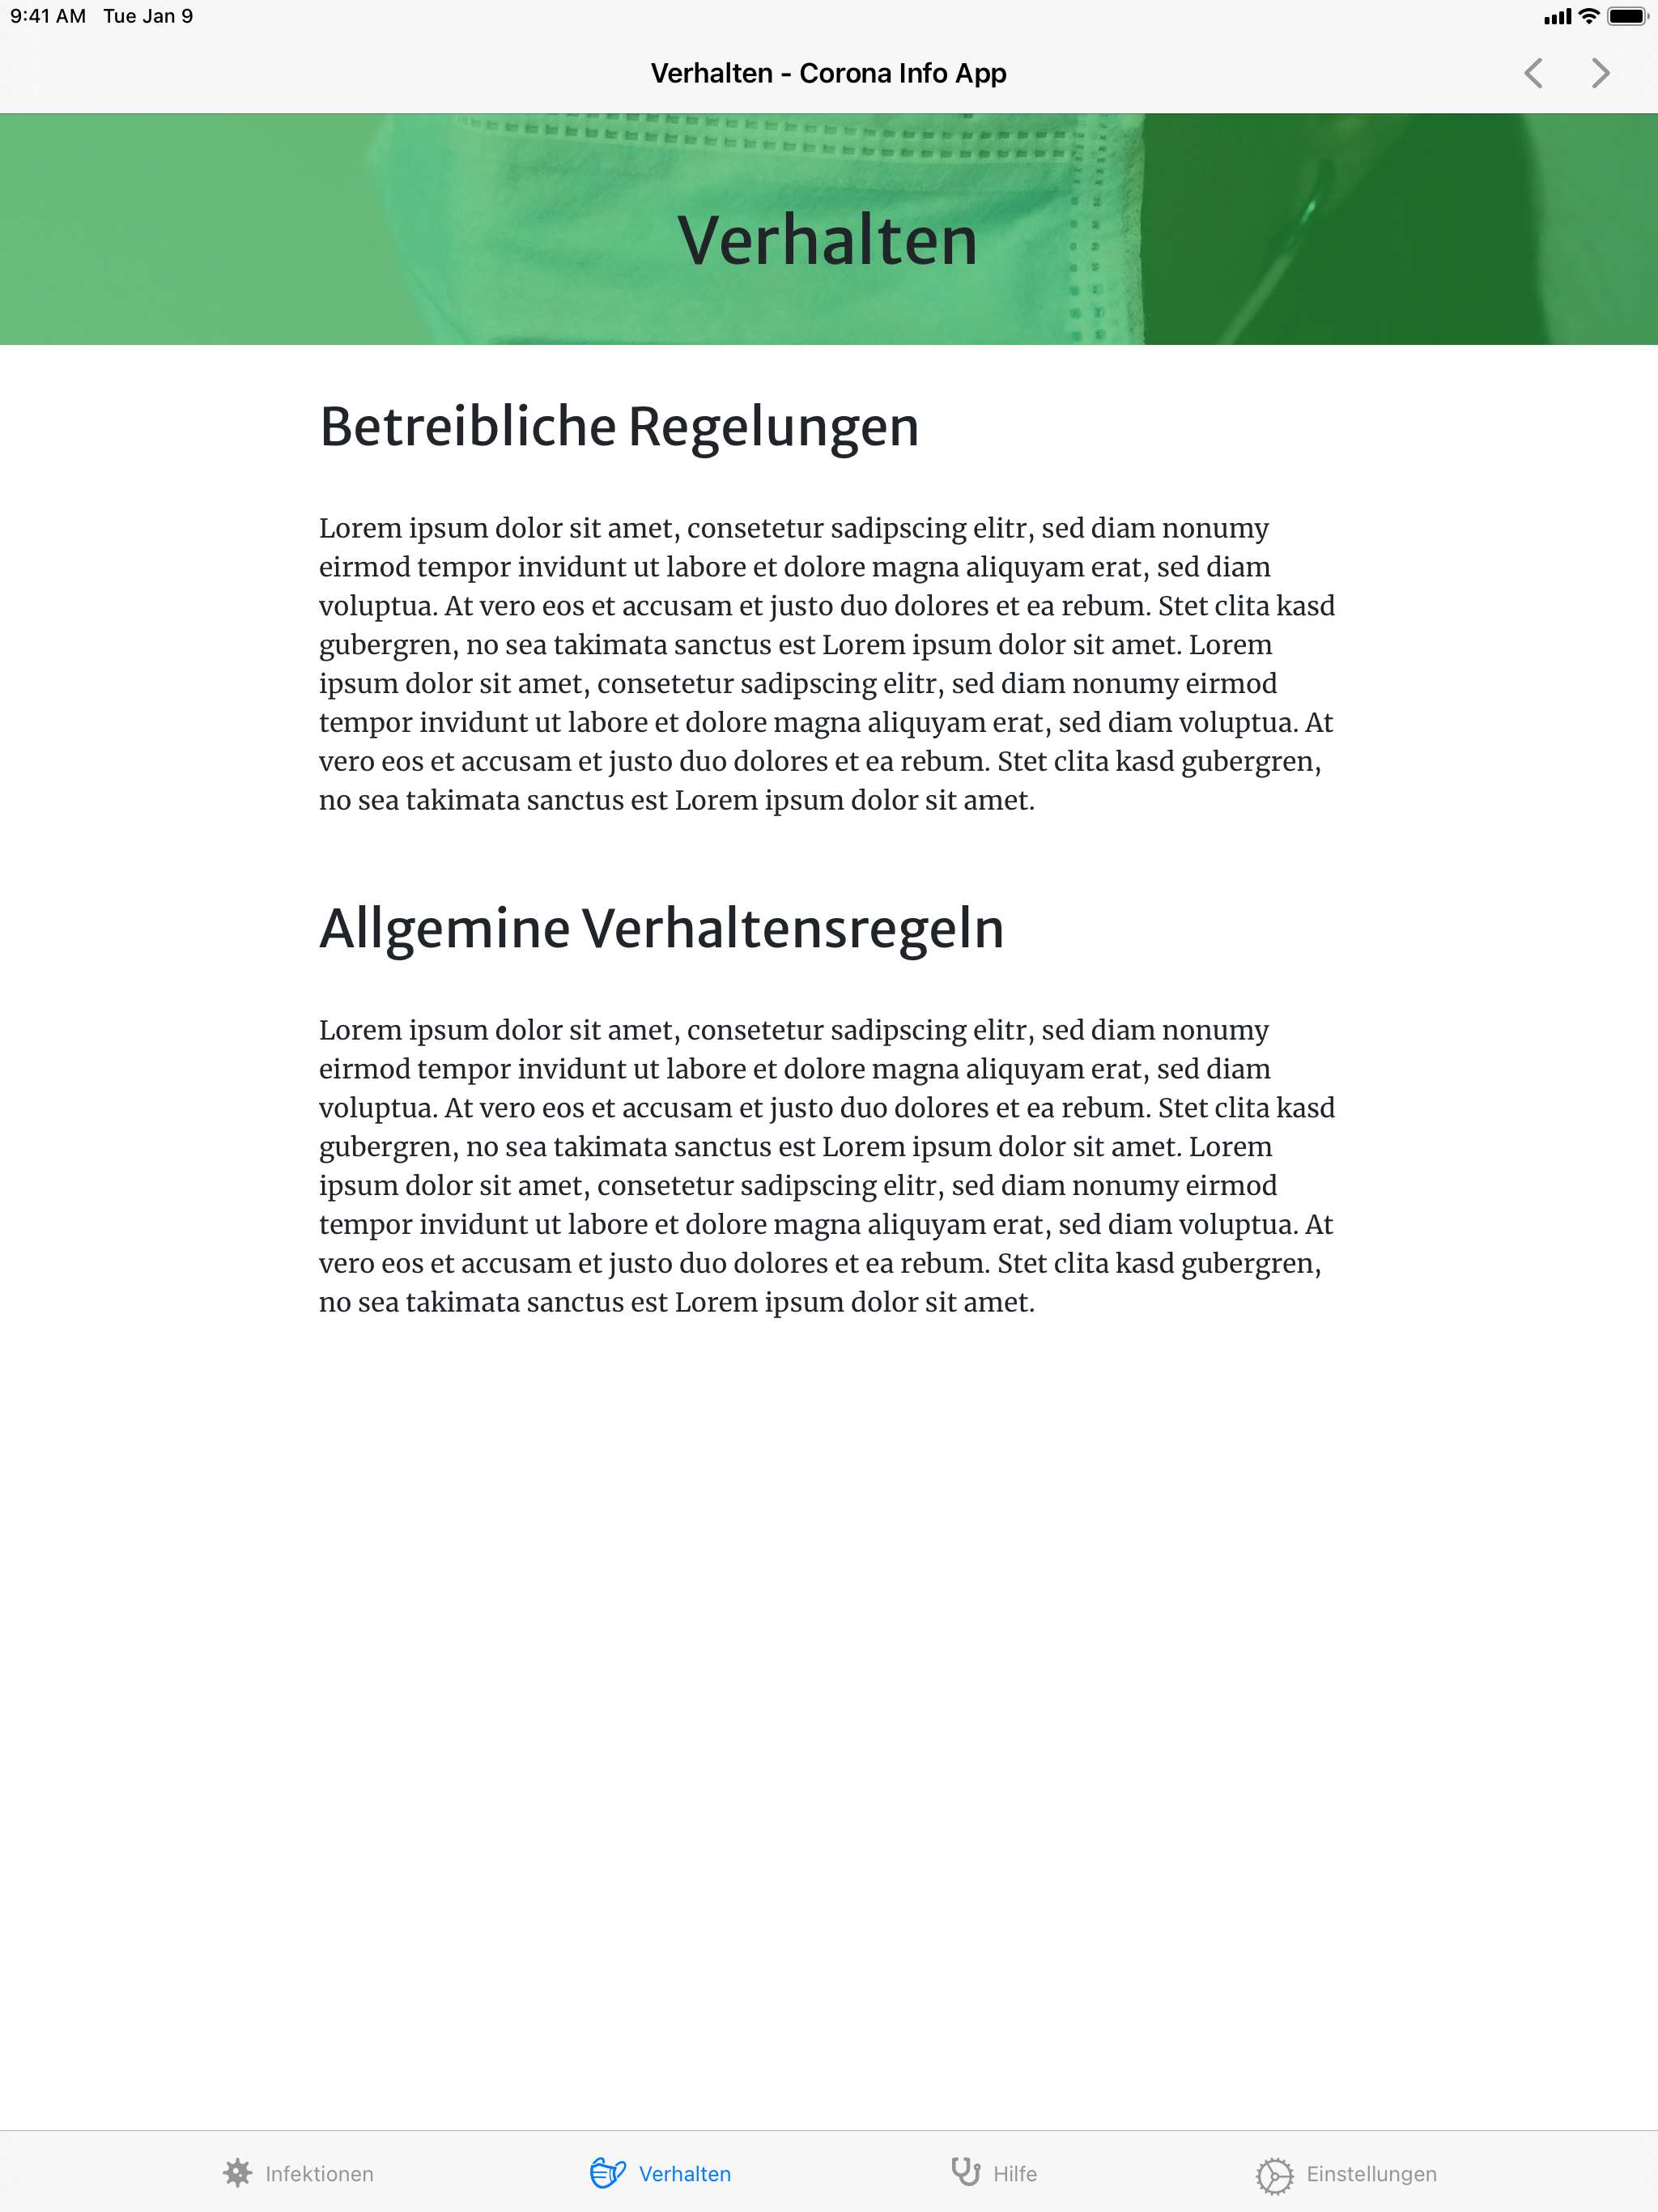 9:41 AM Tue Jan 9
Verhalten - Corona Info App
Verhalten
Betreibliche Regelungen
Lorem ipsum dolor sit amet, consetetur sadipscing elitr, sed diam nonumy
eirmod tempor invidunt ut labore et dolore magna aliquyam erat, sed diam
voluptua. At vero eos et accusam et justo duo dolores et ea rebum. Stet clita kasd
gubergren, no sea takimata sanctus est Lorem ipsum dolor sit amet. Lorem
ipsum dolor sit amet, consetetur sadipscing elitr, sed diam nonumy eirmod
tempor invidunt ut labore et dolore magna aliquyam erat, sed diam voluptua. At
vero eos et accusam et justo duo dolores et ea rebum. Stet clita kasd gubergren,
no sea takimata sanctus est Lorem ipsum dolor sit amet.
Allgemine Verhaltensregeln
Lorem ipsum dolor sit amet, consetetur sadipscing elitr, sed diam nonumy
eirmod tempor invidunt ut labore et dolore magna aliquyam erat, sed diam
voluptua. At vero eos et accusam et justo duo dolores et ea rebum. Stet clita kasd
gubergren, no sea takimata sanctus est Lorem ipsum dolor sit amet. Lorem
ipsum dolor sit amet, consetetur sadipscing elitr, sed diam nonumy eirmod
tempor invidunt ut labore et dolore magna aliquyam erat, sed diam voluptua. At
vero eos et accusam et justo duo dolores et ea rebum. Stet clita kasd gubergren,
no sea takimata sanctus est Lorem ipsum dolor sit amet.
Infektionen Verhalten Hilfe Einstellungen